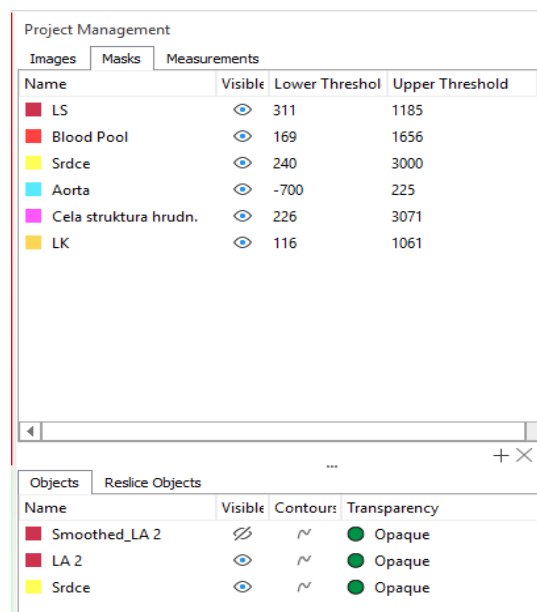 Project Management
Images Masks Measurements
Name Visible Lower Threshol Upper Threshold
LS 311 1185
Blood Pool 169 1656
Srdce 240 3000
Aorta -700 225
Cela struktura hrudn. 226 3071
LK 116 1061
...
Objects Reslice Objects
Name Visible Contours Transparency
Smoothed_LA 2 Opaque
LA 2 Opaque
Srdce Opaque